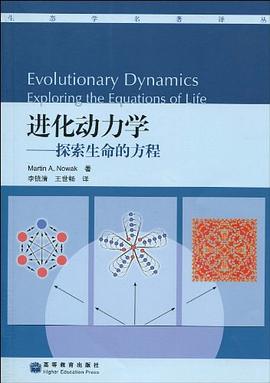 生态学名著译丛
Evolutionary Dynamics
Exploring the Equations of Life
进化动力学
——探索生命的方程
Martin A. Nowak 著
李镇清 王世畅 译
高等教育出版社
Higher Education Press